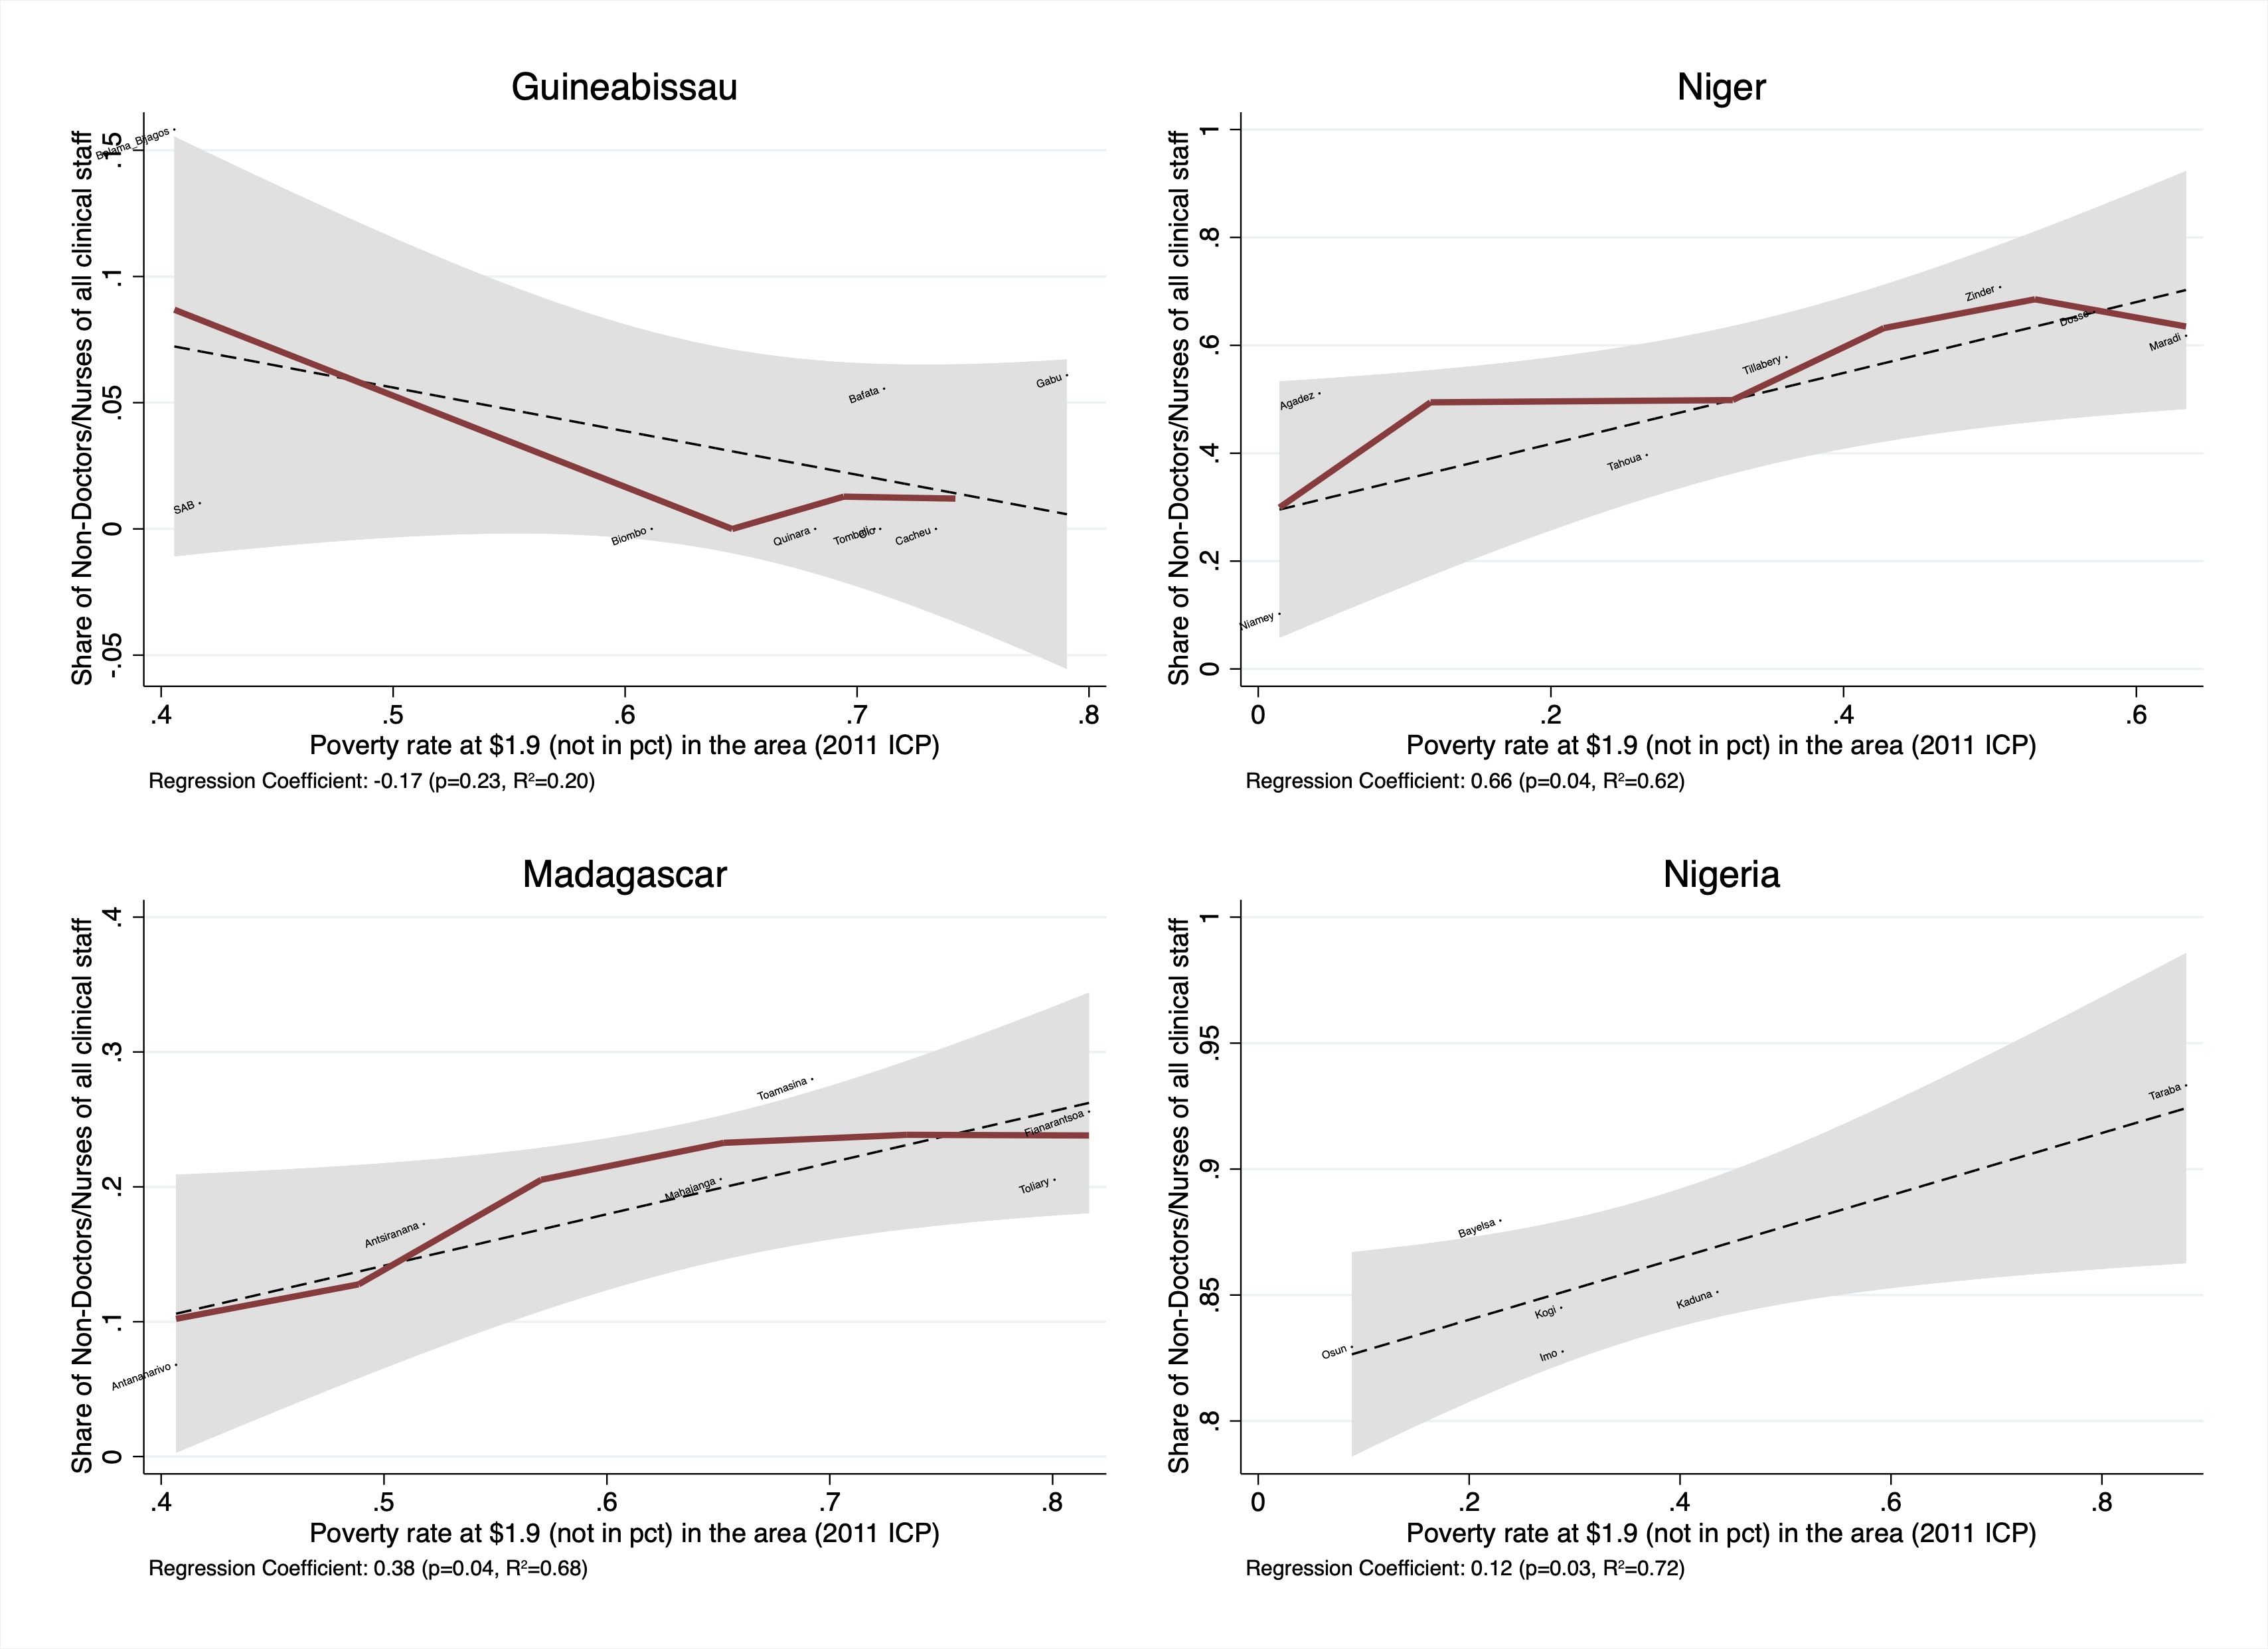 Guineabissau
Share of Non-Doctors/Nurses of all clinical staff
.15
.1
.05
0
-.05
Balama_Bijagos
SAB
Biombo
Quinara
Bafata
Cacheu
Gabu
.4 .5 .6 .7 .8
Poverty rate at $1.9 (not in pct) in the area (2011 ICP)
Regression Coefficient: -0.17 (p=0.23, R²=0.20)
Niger
Share of Non-Doctors/Nurses of all clinical staff
1
.8
.6
.4
.2
0
Niamey
Agadez
Tahoua
Tillabery
Zinder
Dosso
Maradi
0 .2 .4 .6
Poverty rate at $1.9 (not in pct) in the area (2011 ICP)
Regression Coefficient: 0.66 (p=0.04, R²=0.62)
Madagascar
Share of Non-Doctors/Nurses of all clinical staff
.4
.3
.2
.1
0
Antananarivo
Antsiranana
Mahajanga
Toamasina
Toliary
Fianarantsoa
.4 .5 .6 .7 .8
Poverty rate at $1.9 (not in pct) in the area (2011 ICP)
Regression Coefficient: 0.38 (p=0.04, R²=0.68)
Nigeria
Share of Non-Doctors/Nurses of all clinical staff
1
.95
.9
.85
.8
Osun
Bayelsa
Kogi
Imo
Kaduna
Taraba
0 .2 .4 .6 .8
Poverty rate at $1.9 (not in pct) in the area (2011 ICP)
Regression Coefficient: 0.12 (p=0.03, R²=0.72)